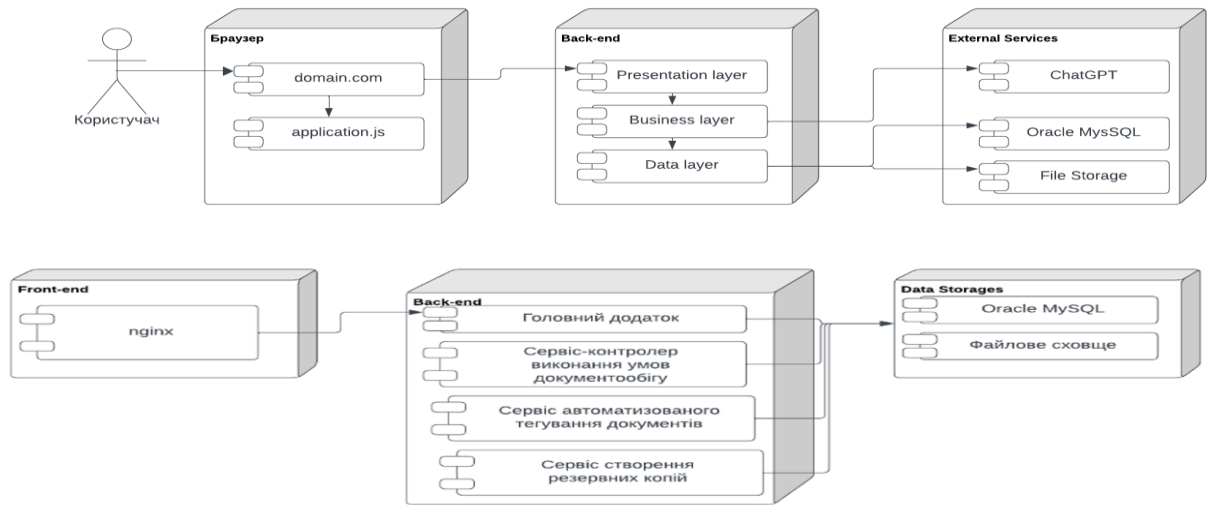 Браузер
Back-end
External Services
domain.com
Presentation layer
ChatGPT
Користувач
application.js
Business layer
Oracle MysSQL
Data layer
File Storage
Front-end
Back-end
Data Storages
nginx
Головний додаток
Oracle MySQL
Сервіс-контролер
виконання умов
документообігу
Файлове сховще
Сервіс автоматизованого
тегування документів
Сервіс створення
резервних копій